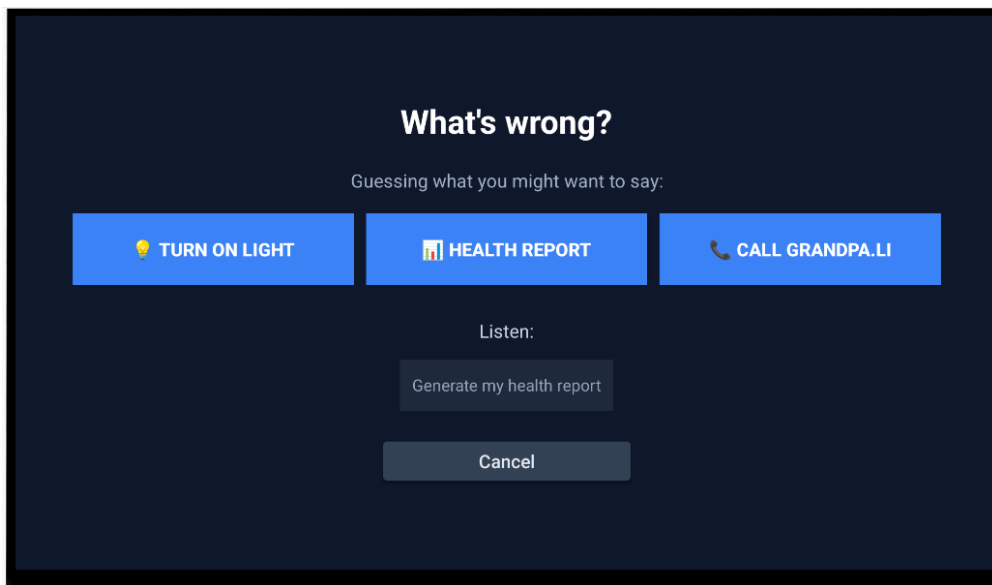 What's wrong?
Guessing what you might want to say:
💡 TURN ON LIGHT
📊 HEALTH REPORT
📞 CALL GRANDPA.LI
Listen:
Generate my health report
Cancel